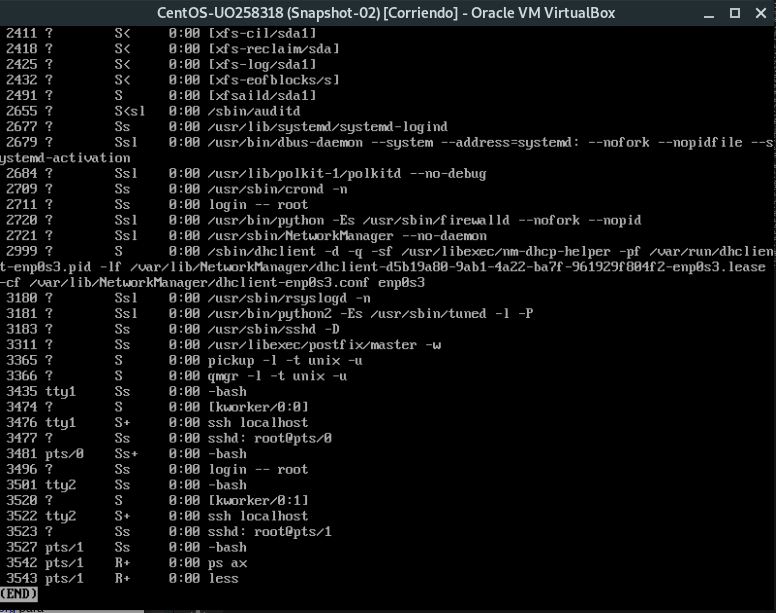 CentOS-UO258318 (Snapshot-02) [Corriendo] - Oracle VM VirtualBox
2411 ? S< 0:00 [xfs-cil/sda1]
2418 ? S< 0:00 [xfs-reclaim/sda]
2425 ? S< 0:00 [xfs-log/sda1]
2432 ? S< 0:00 [xfs-eofblocks/s]
2491 ? S 0:00 [xfsaild/sda1]
2655 ? S<sl 0:00 /sbin/auditd
2677 ? Ss 0:00 /usr/lib/systemd/systemd-logind
2679 ? Ssl 0:00 /usr/bin/dbus-daemon --system --address=systemd: --nofork --nopidfile --s
ystemd-activation
2684 ? Ssl 0:00 /usr/lib/polkit-1/polkitd --no-debug
2709 ? Ss 0:00 /usr/sbin/crond -n
2711 ? Ss 0:00 login -- root
2720 ? Ssl 0:00 /usr/bin/python -Es /usr/sbin/firewalld --nofork --nopid
2721 ? Ssl 0:00 /usr/sbin/NetworkManager --no-daemon
2999 ? S 0:00 /sbin/dhclient -d -q -sf /usr/libexec/nm-dhcp-helper -pf /var/run/dhclien
t-enp0s3.pid -lf /var/lib/NetworkManager/dhclient-d5b19a80-9ab1-4a22-ba7f-961929f804f2-enp0s3.lease
-cf /var/lib/NetworkManager/dhclient-enp0s3.conf enp0s3
3180 ? Ssl 0:00 /usr/sbin/rsyslogd -n
3181 ? Ssl 0:00 /usr/bin/python2 -Es /usr/sbin/tuned -l -P
3183 ? Ss 0:00 /usr/sbin/sshd -D
3311 ? Ss 0:00 /usr/libexec/postfix/master -w
3365 ? S 0:00 pickup -l -t unix -u
3366 ? S 0:00 qmgr -l -t unix -u
3435 tty1 Ss 0:00 -bash
3474 ? S 0:00 [kworker/0:0]
3476 tty1 S+ 0:00 ssh localhost
3477 ? Ss 0:00 sshd: root@pts/0
3481 pts/0 Ss+ 0:00 -bash
3496 ? Ss 0:00 login -- root
3501 tty2 Ss 0:00 -bash
3520 ? S 0:00 [kworker/0:1]
3522 tty2 S+ 0:00 ssh localhost
3523 ? Ss 0:00 sshd: root@pts/1
3527 pts/1 Ss 0:00 -bash
3542 pts/1 R+ 0:00 ps ax
3543 pts/1 R+ 0:00 less
(END)